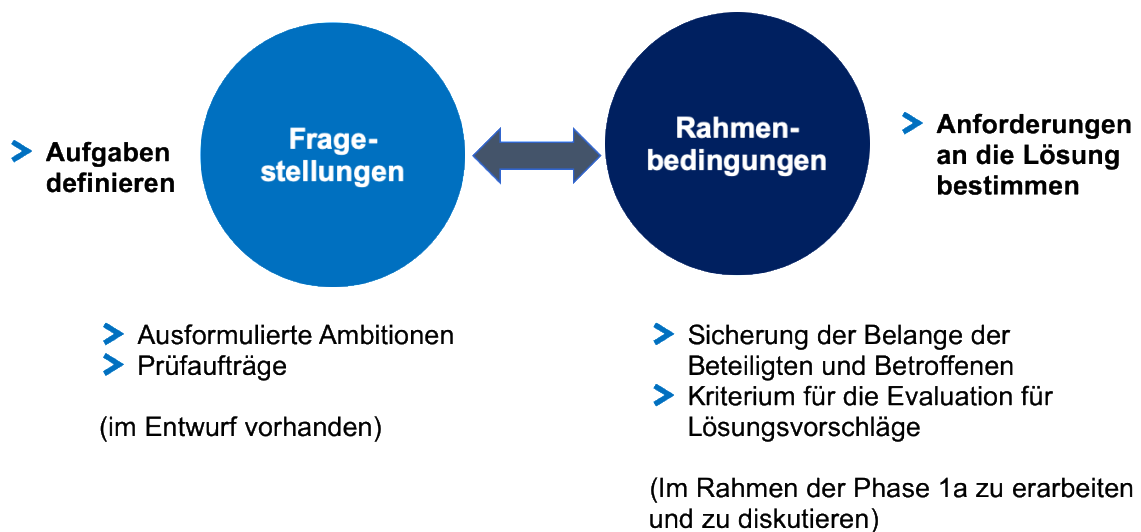 Aufgaben
definieren
Frage-
stellungen
Rahmen-
bedingungen
Anforderungen
an die Lösung
bestimmen
Ausformulierte Ambitionen
Prüfaufträge
(im Entwurf vorhanden)
Sicherung der Belange der
Beteiligten und Betroffenen
Kriterium für die Evaluation für
Lösungsvorschläge
(Im Rahmen der Phase 1a zu erarbeiten
und zu diskutieren)